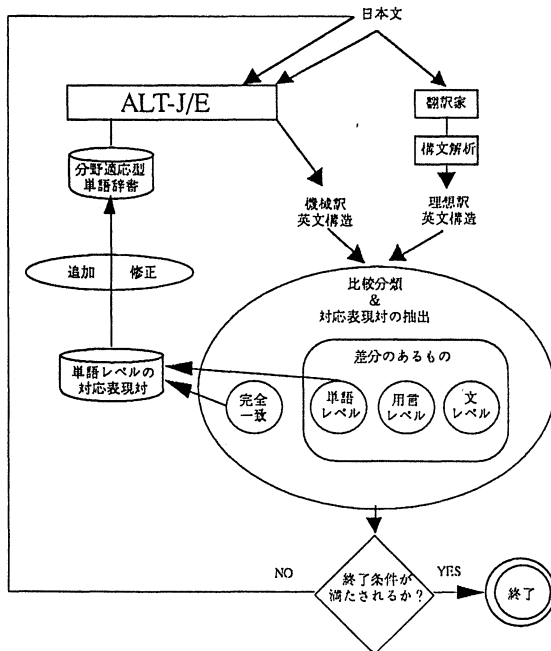 日本文
ALT-J/E
翻訳家
構文解析
分野適応型
単語辞書
機械訳
英文構造
理想訳
英文構造
追加
修正
比較分類
&
対応表現対の抽出
差分のあるもの
単語レベルの
対応表現対
完全
一致
単語
レベル
用言
レベル
文
レベル
NO
終了条件が
満たされるか?
YES
終了